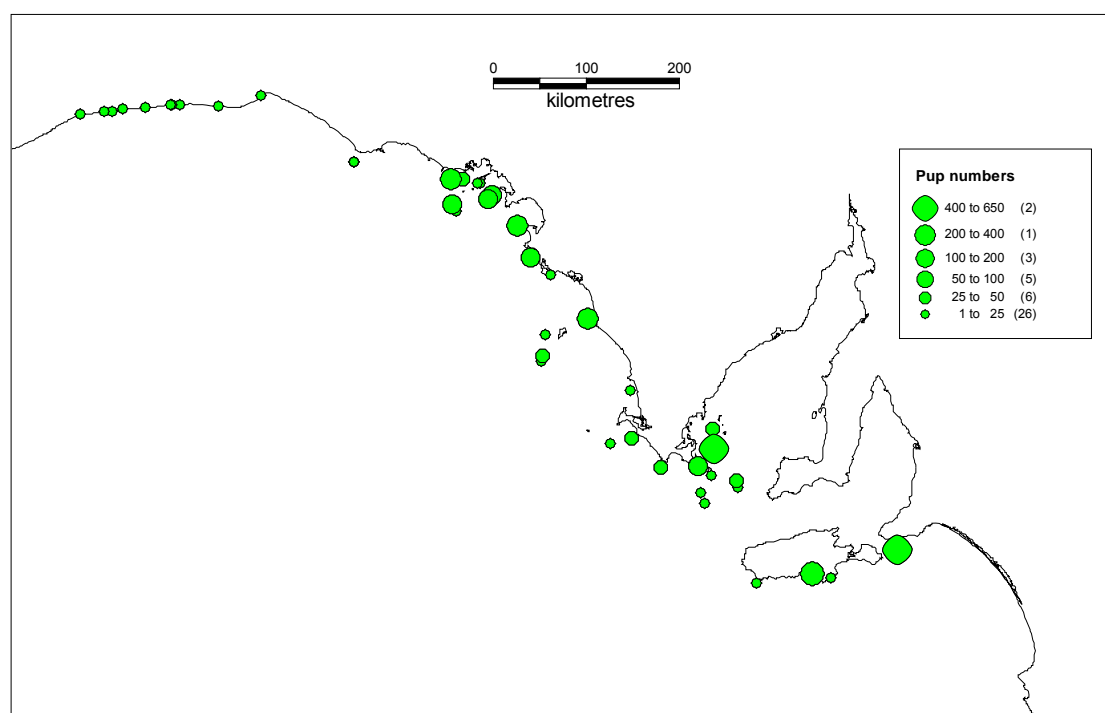 0 100 200
kilometres
Pup numbers
400 to 650 (2)
200 to 400 (1)
100 to 200 (3)
50 to 100 (5)
25 to 50 (6)
1 to 25 (26)